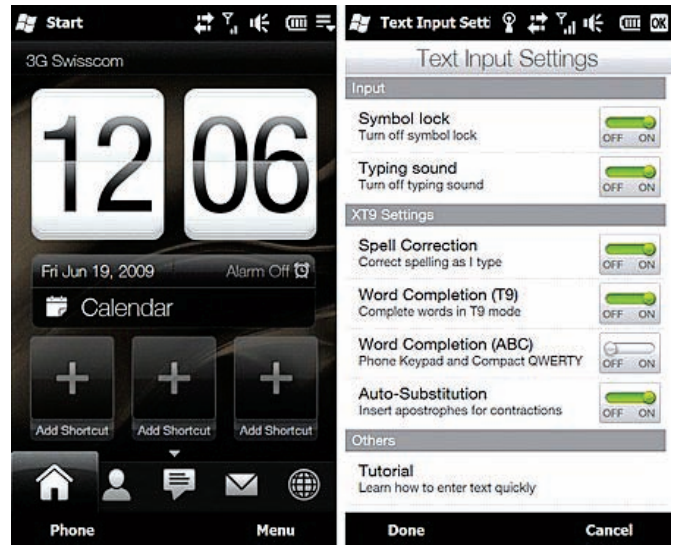 Start
3G Swisscom
12 06
Fri Jun 19, 2009 Alarm Off
Calendar
Add Shortcut Add Shortcut Add Shortcut
Phone Menu
Text Input Setti OK
Text Input Settings
Input
Symbol lock
Turn off symbol lock
OFF ON
Typing sound
Turn off typing sound
OFF ON
XT9 Settings
Spell Correction
Correct spelling as I type
OFF ON
Word Completion (T9)
Complete words in T9 mode
OFF ON
Word Completion (ABC)
Phone Keypad and Compact QWERTY
OFF ON
Auto-Substitution
Insert apostrophes for contractions
OFF ON
Others
Tutorial
Learn how to enter text quickly
Done Cancel